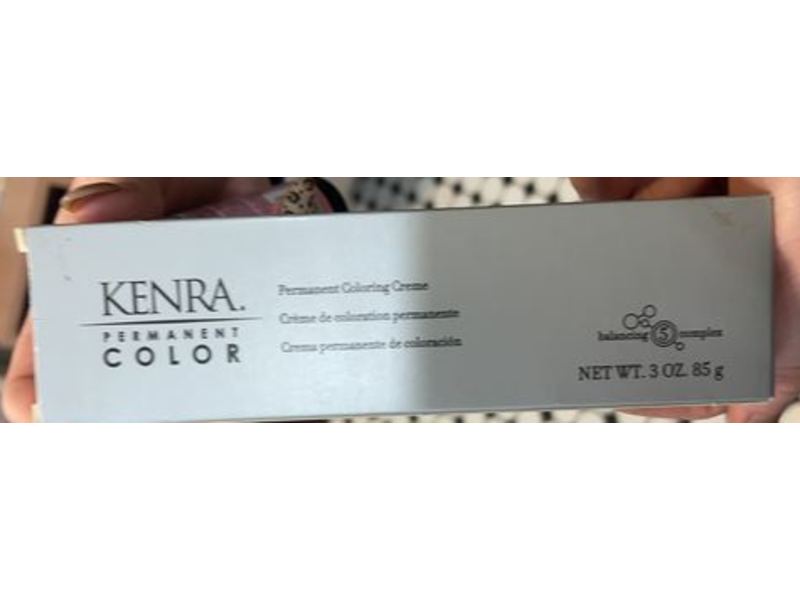 KENRA.
PERMANENT
COLOR
Permanent Coloring Creme
Crème de coloration permanente
Crema permanente de coloración
balancing 5 complex
NET WT. 3 OZ. 85 g